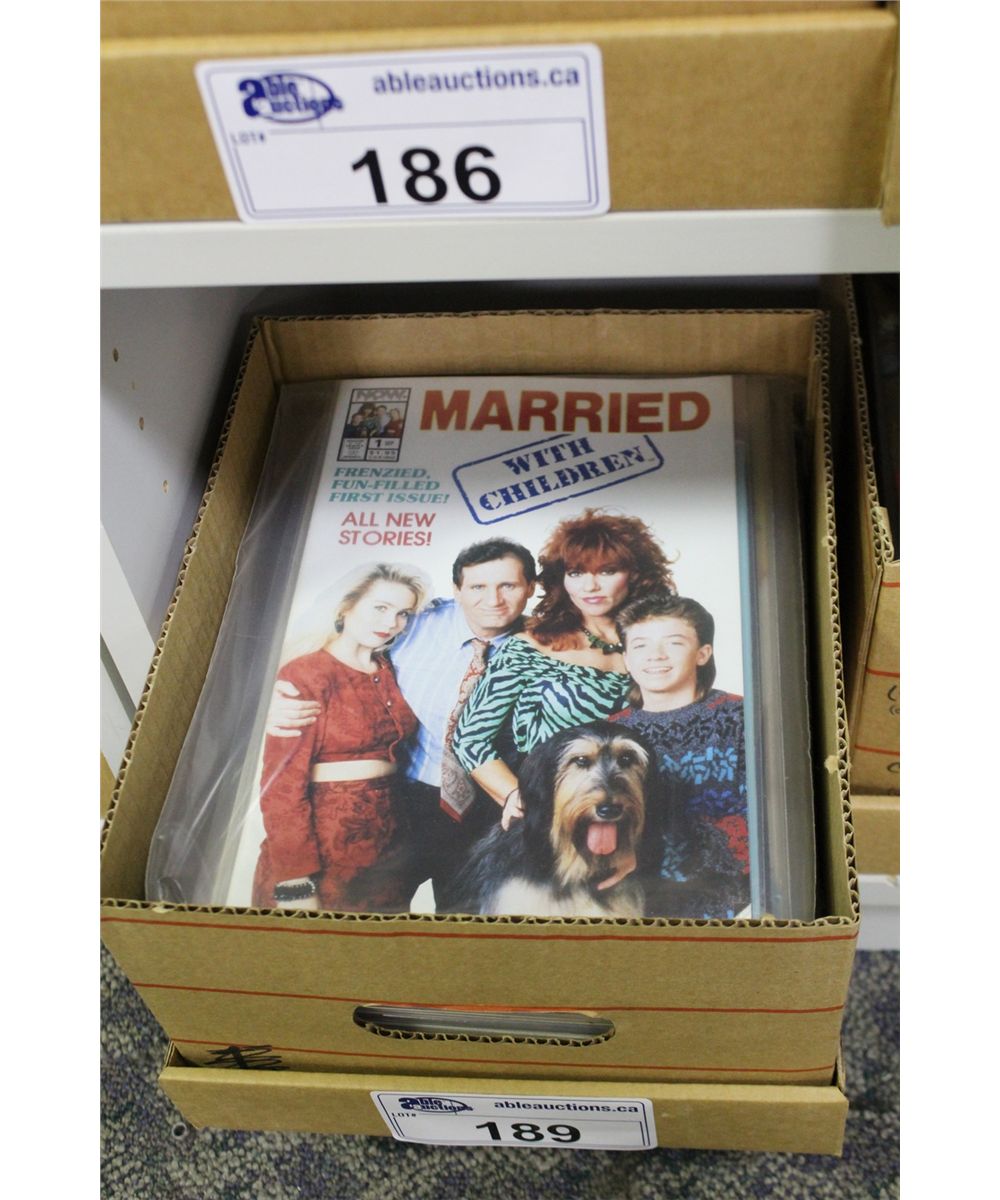 able auctions
ableauctions.ca
LOT#
186
NOW
1 SEP
$1.95
MARRIED
WITH
CHILDREN
FRENZIED,
FUN-FILLED
FIRST ISSUE!
ALL NEW
STORIES!
able auctions
ableauctions.ca
LOT#
189